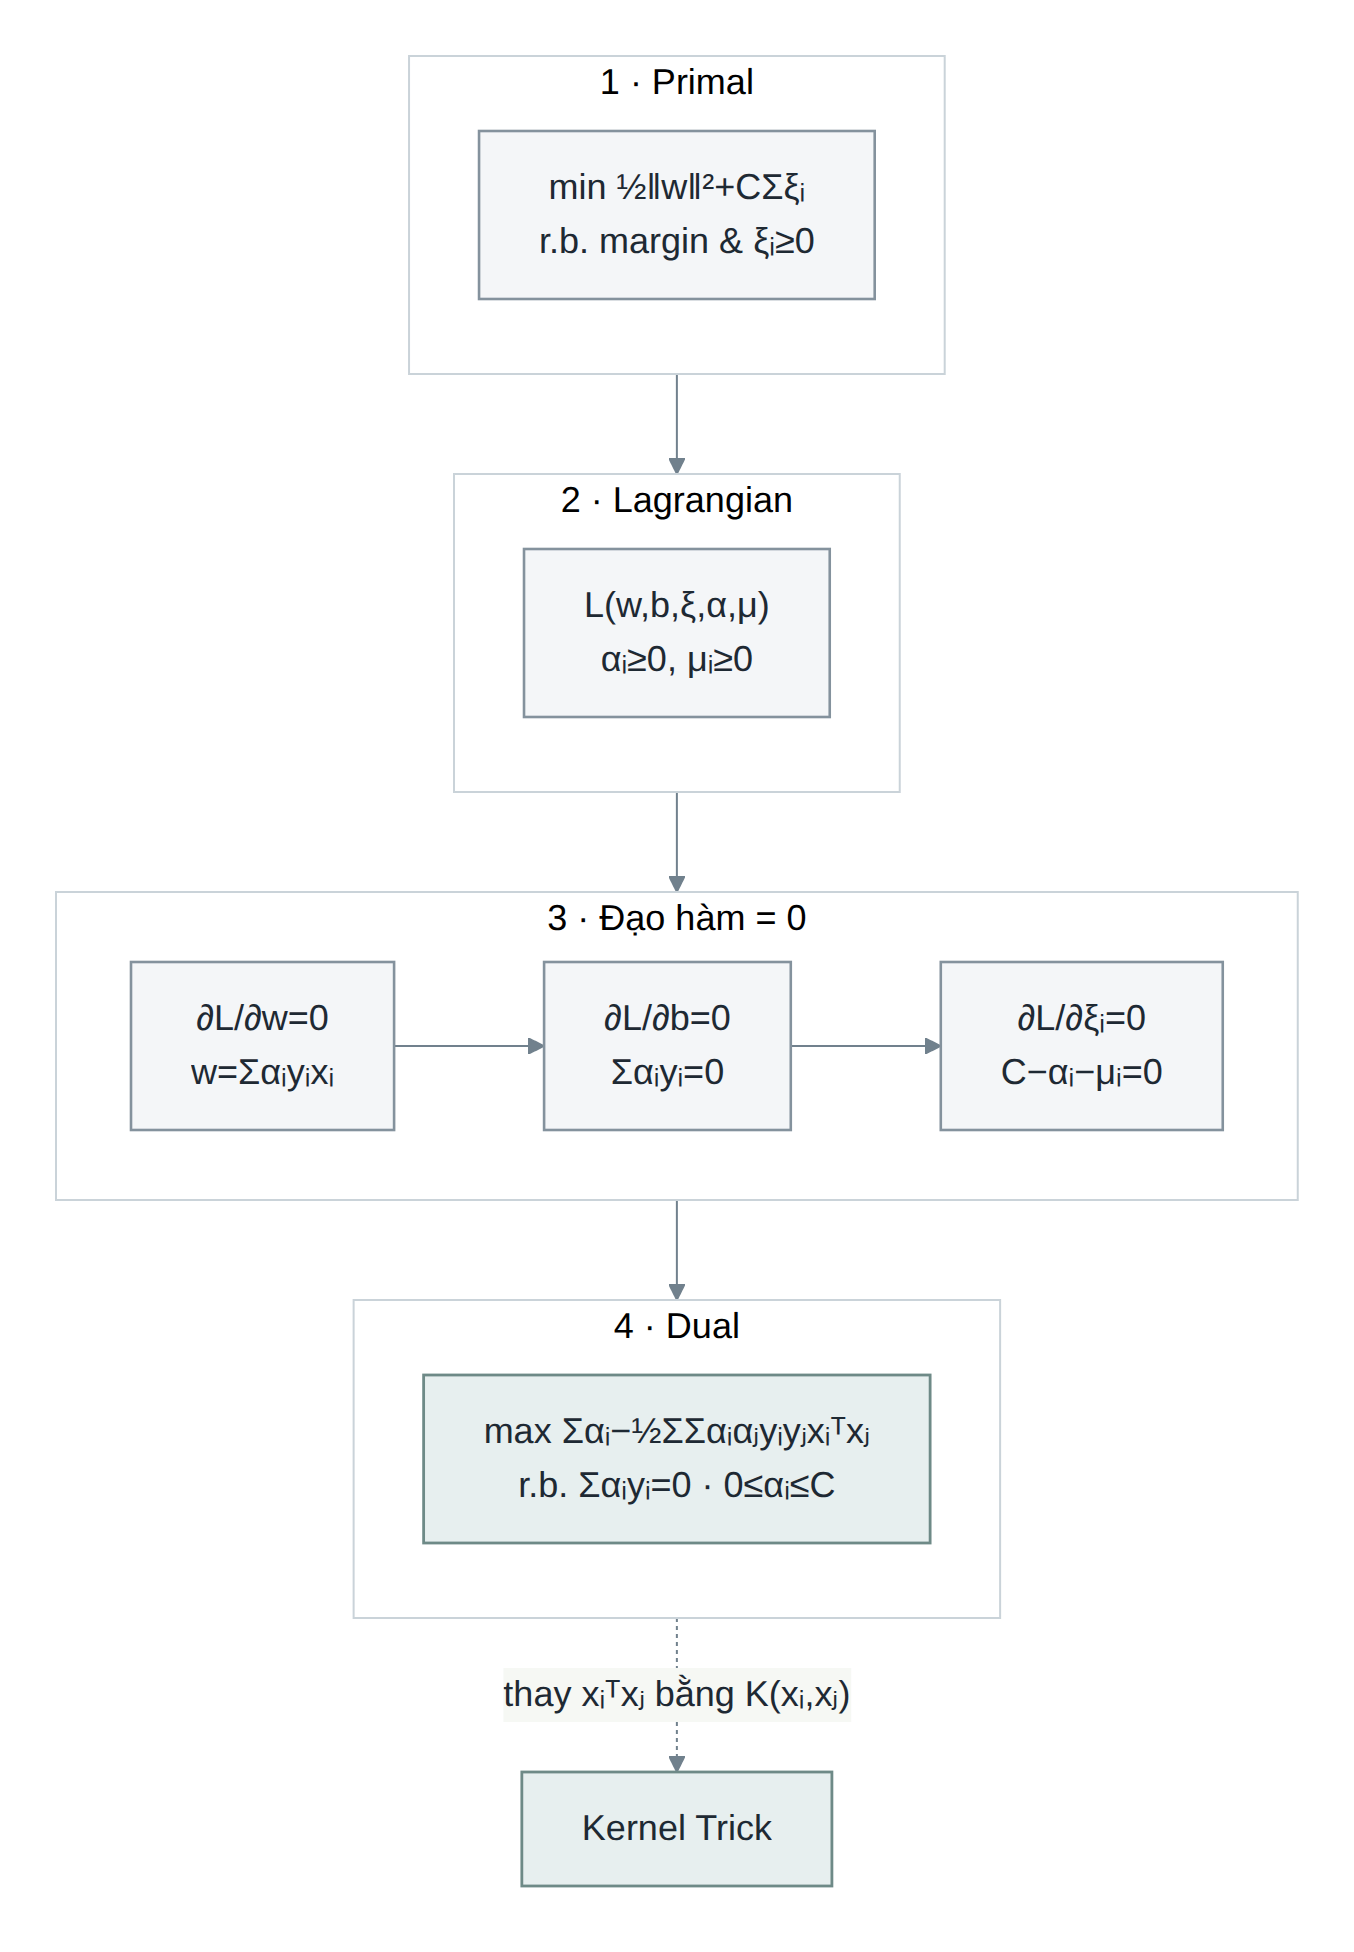 1 · Primal
min ½‖w‖²+CΣξᵢ
r.b. margin & ξᵢ≥0
2 · Lagrangian
L(w,b,ξ,α,μ)
αᵢ≥0, μᵢ≥0
3 · Đạo hàm = 0
∂L/∂w=0
w=Σαᵢyᵢxᵢ
∂L/∂b=0
Σαᵢyᵢ=0
∂L/∂ξᵢ=0
C−αᵢ−μᵢ=0
4 · Dual
max Σαᵢ−½ΣΣαᵢαⱼyᵢyⱼxᵢᵀxⱼ
r.b. Σαᵢyᵢ=0 · 0≤αᵢ≤C
thay xᵢᵀxⱼ bằng K(xᵢ,xⱼ)
Kernel Trick